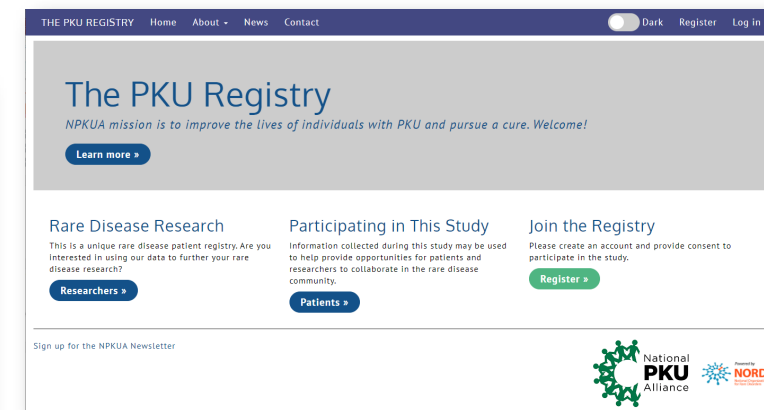 THE PKU REGISTRY Home About News Contact Dark Register Log in
The PKU Registry
NPKUA mission is to improve the lives of individuals with PKU and pursue a cure. Welcome!
Learn more »
Rare Disease Research
This is a unique rare disease patient registry. Are you
interested in using our data to further your rare
disease research?
Researchers »
Participating in This Study
Information collected during this study may be used
to help provide opportunities for patients and
researchers to collaborate in the rare disease
community.
Patients »
Join the Registry
Please create an account and provide consent to
participate in the study.
Register »
Sign up for the NPKUA Newsletter
National
PKU
Alliance
Powered by
NORD